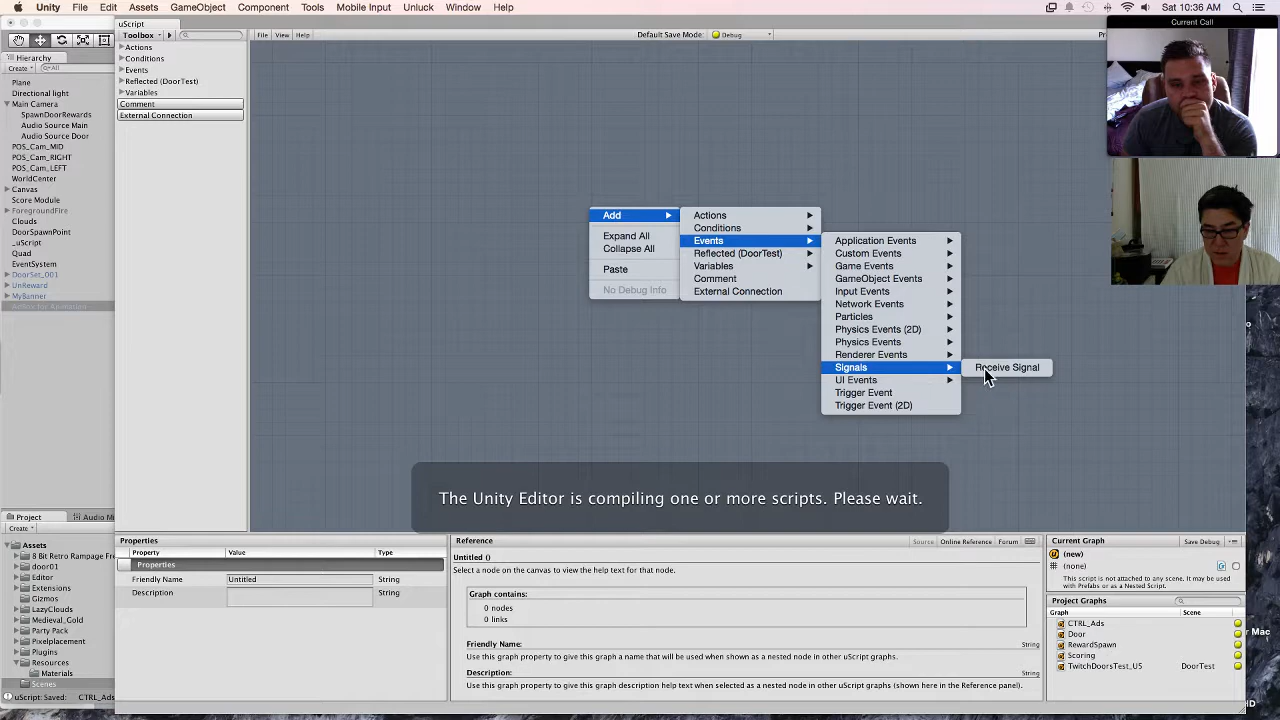 Unity File Edit Assets GameObject Component Tools Mobile Input Unluck Window Help
Sat 10:36 AM
uScript
Current Call
Toolbox
File View Help
Default Save Mode: Debug
Hierarchy
Create
All
Plane
Directional light
Main Camera
SpawnDoorRewards
Audio Source Main
Audio Source Door
POS_Cam_MID
POS_Cam_RIGHT
POS_Cam_LEFT
WorldCenter
Canvas
Score Module
ForegroundFire
Clouds
DoorSpawnPoint
_uScript
Quad
EventSystem
DoorSet_001
UnReward
MyBanner
Actions
Conditions
Events
Reflected (DoorTest)
Variables
Comment
External Connection
Add
Expand All
Collapse All
Paste
No Debug Info
Actions
Conditions
Events
Reflected (DoorTest)
Variables
Comment
External Connection
Application Events
Custom Events
Game Events
GameObject Events
Input Events
Network Events
Particles
Physics Events (2D)
Physics Events
Renderer Events
Signals
UI Events
Trigger Event
Trigger Event (2D)
Receive Signal
The Unity Editor is compiling one or more scripts. Please wait.
Project
Audio Mi
Create
Assets
8 Bit Retro Rampage Fr
door01
Editor
Extensions
Gizmos
LazyClouds
Medieval_Gold
Party Pack
Pixelplacement
Plugins
Resources
Materials
Scenes
uScript: Saved: CTRL_Ads
Properties
Property Value Type
Properties
Friendly Name Untitled String
Description String
Reference
Source Online Reference Forum
Untitled ()
Select a node on the canvas to view the help text for that node.
Graph contains:
0 nodes
0 links
Friendly Name: String
Use this graph property to give this graph a name that will be used when shown as a nested node in other uScript graphs.
Description: String
Use this graph property to give this graph description help text when seen as a nested node in other uScript graphs (shown here in the Reference panel).
Current Graph
Save Debug
(new)
(none)
This script is not attached to any scene. It may be used
with Prefabs or as a Nested Script.
Project Graphs
Graph Scene
CTRL_Ads
Door
RewardSpawn
Scoring
TwitchDoorsTest_U5 DoorTest
r Mac
HD